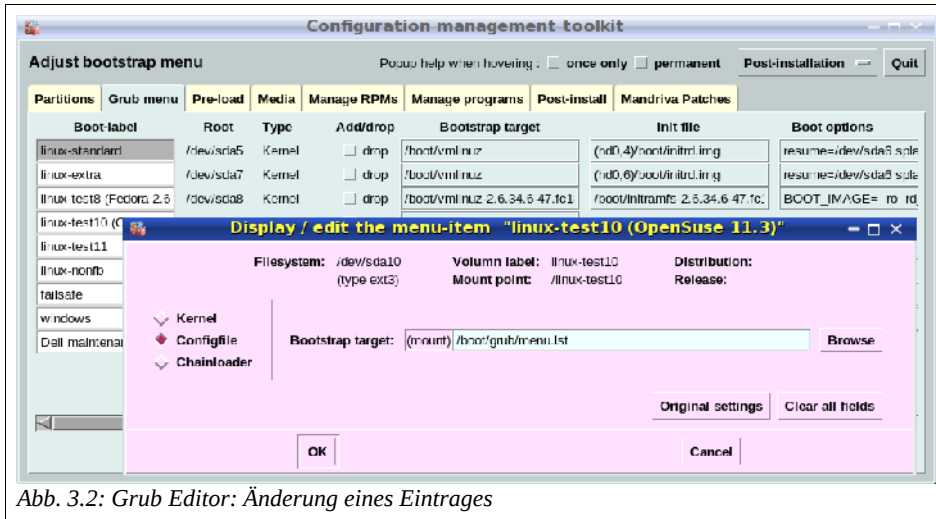 Configuration management toolkit
Adjust bootstrap menu Popup help when hovering : once only permanent Post-installation Quit
Partitions Grub menu Pre-load Media Manage RPMs Manage programs Post-install Mandriva Patches
Boot-label Root Type Add/drop Bootstrap target Init file Boot options
linux-standard /dev/sda5 Kernel drop /boot/vmlinuz (hd0,4)/boot/initrd.img resume=/dev/sda6 spla
linux-extra /dev/sda7 Kernel drop /boot/vmlinuz (hd0,6)/boot/initrd.img resume=/dev/sda6 spla
linux-test8 (Fedora 2.6 /dev/sda8 Kernel drop /boot/vmlinuz-2.6.34.6-47.fc1 /boot/initramfs-2.6.34.6-47.fc: BOOT_IMAGE= ro rd_
linux-test10 (O
linux-test11
linux-nonfb
failsafe
windows
Dell maintenan
Display / edit the menu-item "linux-test10 (OpenSuse 11.3)"
Filesystem: /dev/sda10 Volumn label: linux-test10 Distribution:
(type ext3) Mount point: /linux-test10 Release:
Kernel
Configfile Bootstrap target: (mount) /boot/grub/menu.lst Browse
Chainloader
Original settings Clear all fields
OK Cancel
Abb. 3.2: Grub Editor: Änderung eines Eintrages